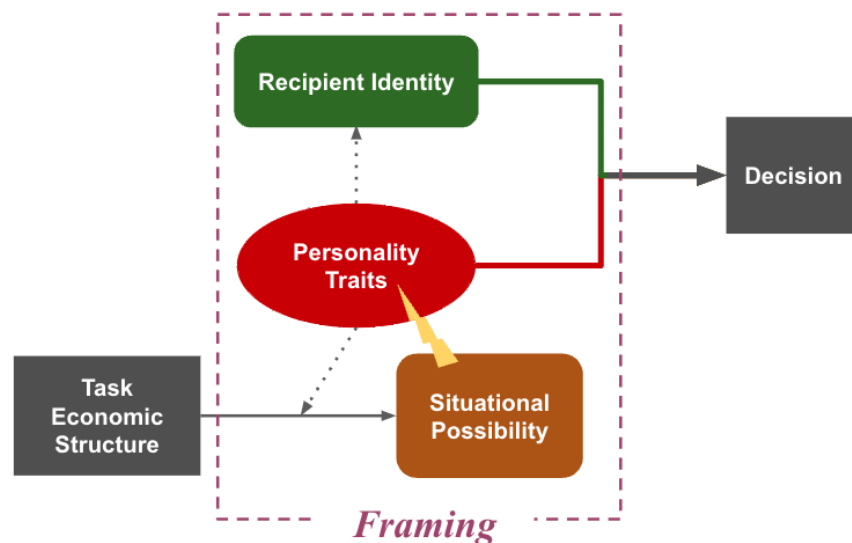 Recipient Identity
Personality
Traits
Decision
Task
Economic
Structure
Situational
Possibility
Framing